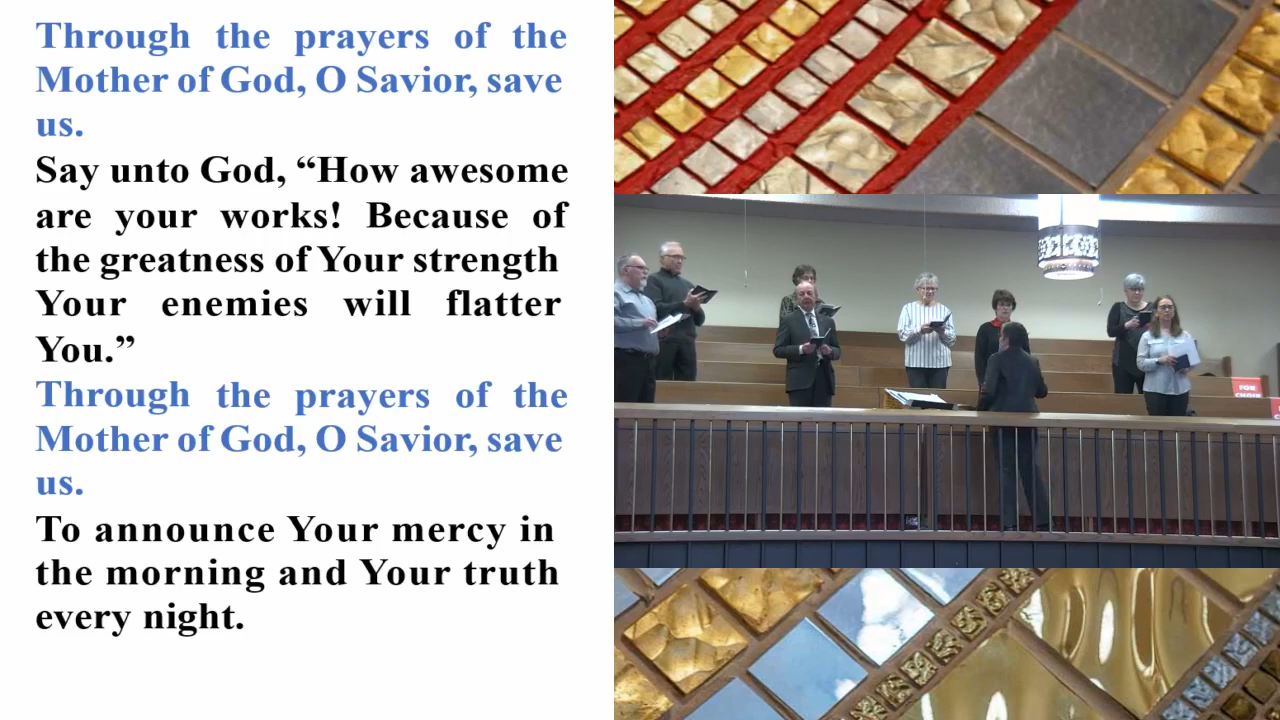 Through the prayers of the
Mother of God, O Savior, save
us.
Say unto God, “How awesome
are your works! Because of
the greatness of Your strength
Your enemies will flatter
You.”
Through the prayers of the
Mother of God, O Savior, save
us.
To announce Your mercy in
the morning and Your truth
every night.
FOR
CHOIR